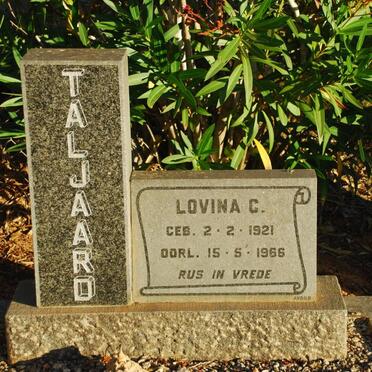 TALJAARD
LOVINA C.
GEB. 2·2·1921
OORL. 15·5·1966
RUS IN VREDE